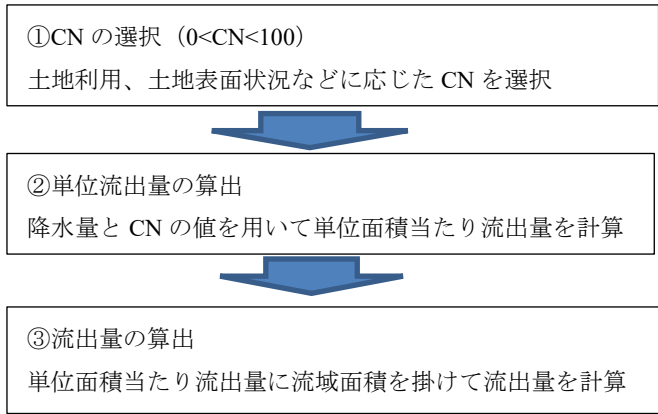 ①CN の選択（0<CN<100）
土地利用、土地表面状況などに応じた CN を選択
②単位流出量の算出
降水量と CN の値を用いて単位面積当たり流出量を計算
③流出量の算出
単位面積当たり流出量に流域面積を掛けて流出量を計算